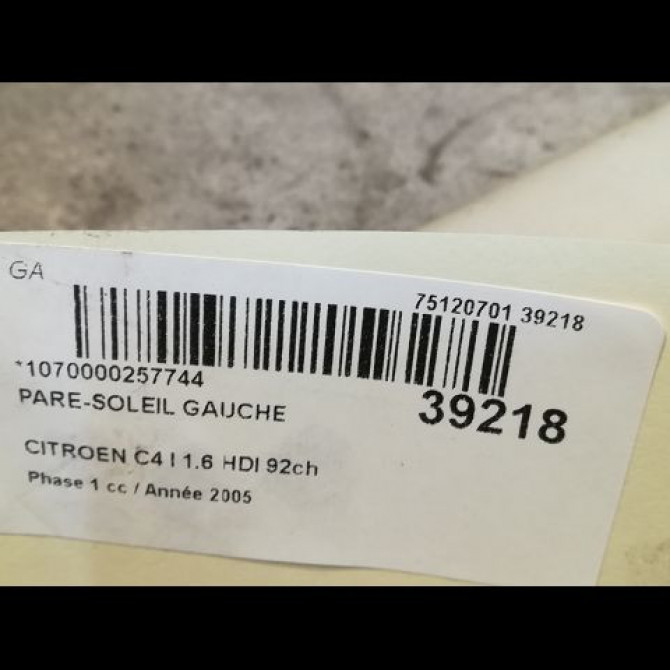 GA
75120701 39218
*1070000257744
39218
PARE-SOLEIL GAUCHE
CITROEN C4 I 1.6 HDI 92ch
Phase 1 cc / Année 2005